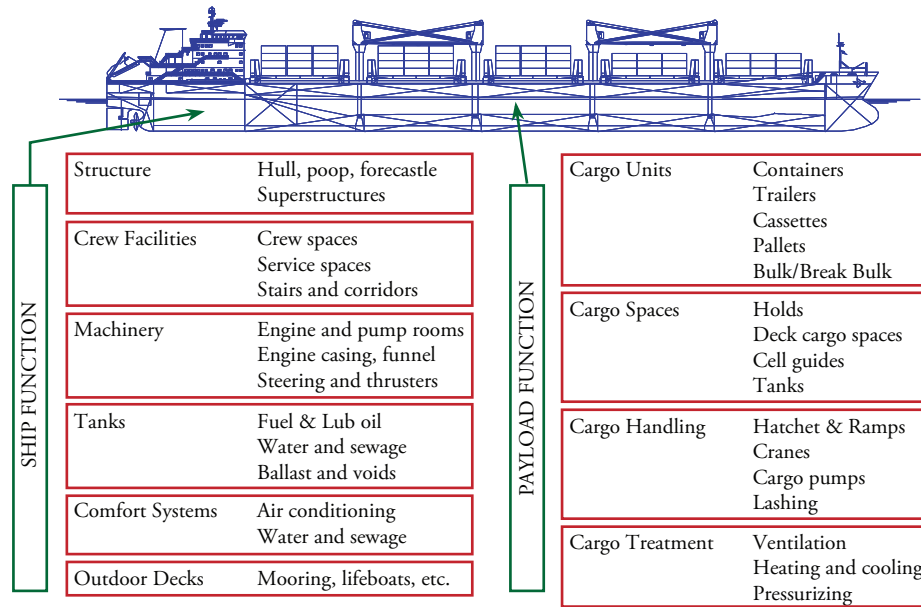 SHIP FUNCTION
Structure Hull, poop, forecastle
Superstructures
Crew Facilities Crew spaces
Service spaces
Stairs and corridors
Machinery Engine and pump rooms
Engine casing, funnel
Steering and thrusters
Tanks Fuel & Lub oil
Water and sewage
Ballast and voids
Comfort Systems Air conditioning
Water and sewage
Outdoor Decks Mooring, lifeboats, etc.
PAYLOAD FUNCTION
Cargo Units Containers
Trailers
Cassettes
Pallets
Bulk/Break Bulk
Cargo Spaces Holds
Deck cargo spaces
Cell guides
Tanks
Cargo Handling Hatchet & Ramps
Cranes
Cargo pumps
Lashing
Cargo Treatment Ventilation
Heating and cooling
Pressurizing